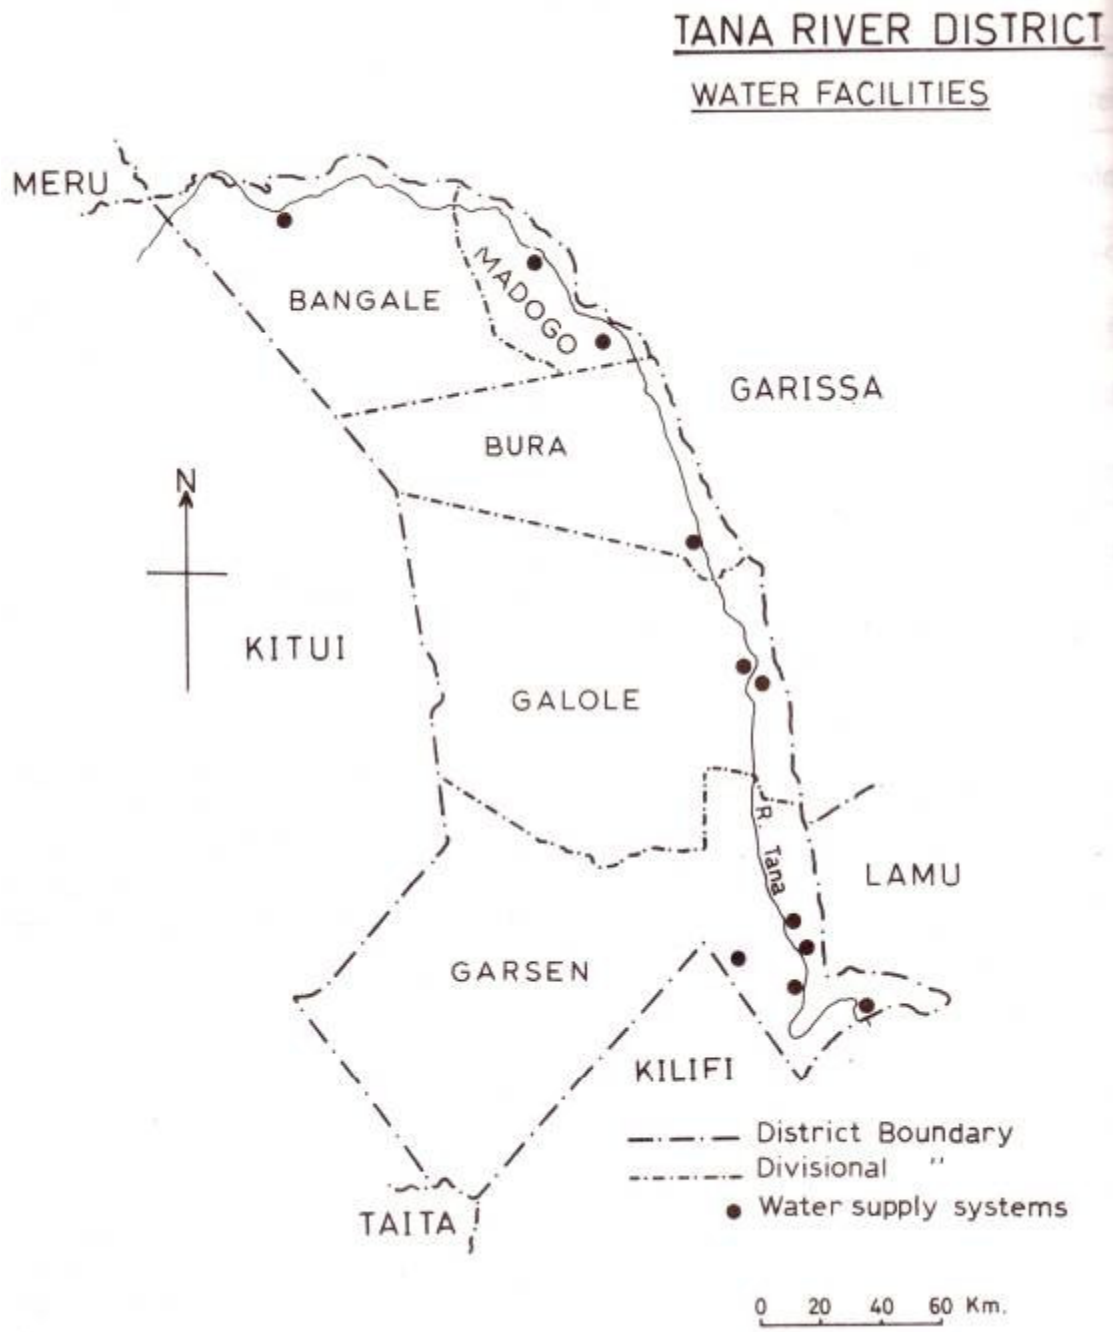 TANA RIVER DISTRICT
WATER FACILITIES
MERU
BANGALE
MADOGO
GARISSA
BURA
N
KITUI
GALOLE
R. Tana
LAMU
GARSEN
KILIFI
District Boundary
Divisional "
Water supply systems
TAITA
0 20 40 60 Km.